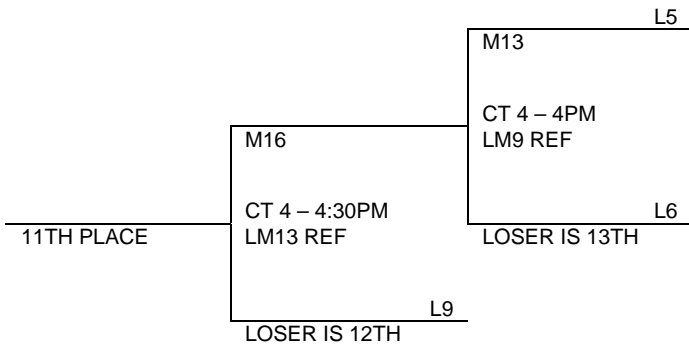 L5
M13
CT 4 – 4PM
LM9 REF
L6
LOSER IS 13TH
M16
CT 4 – 4:30PM
LM13 REF
11TH PLACE
L9
LOSER IS 12TH